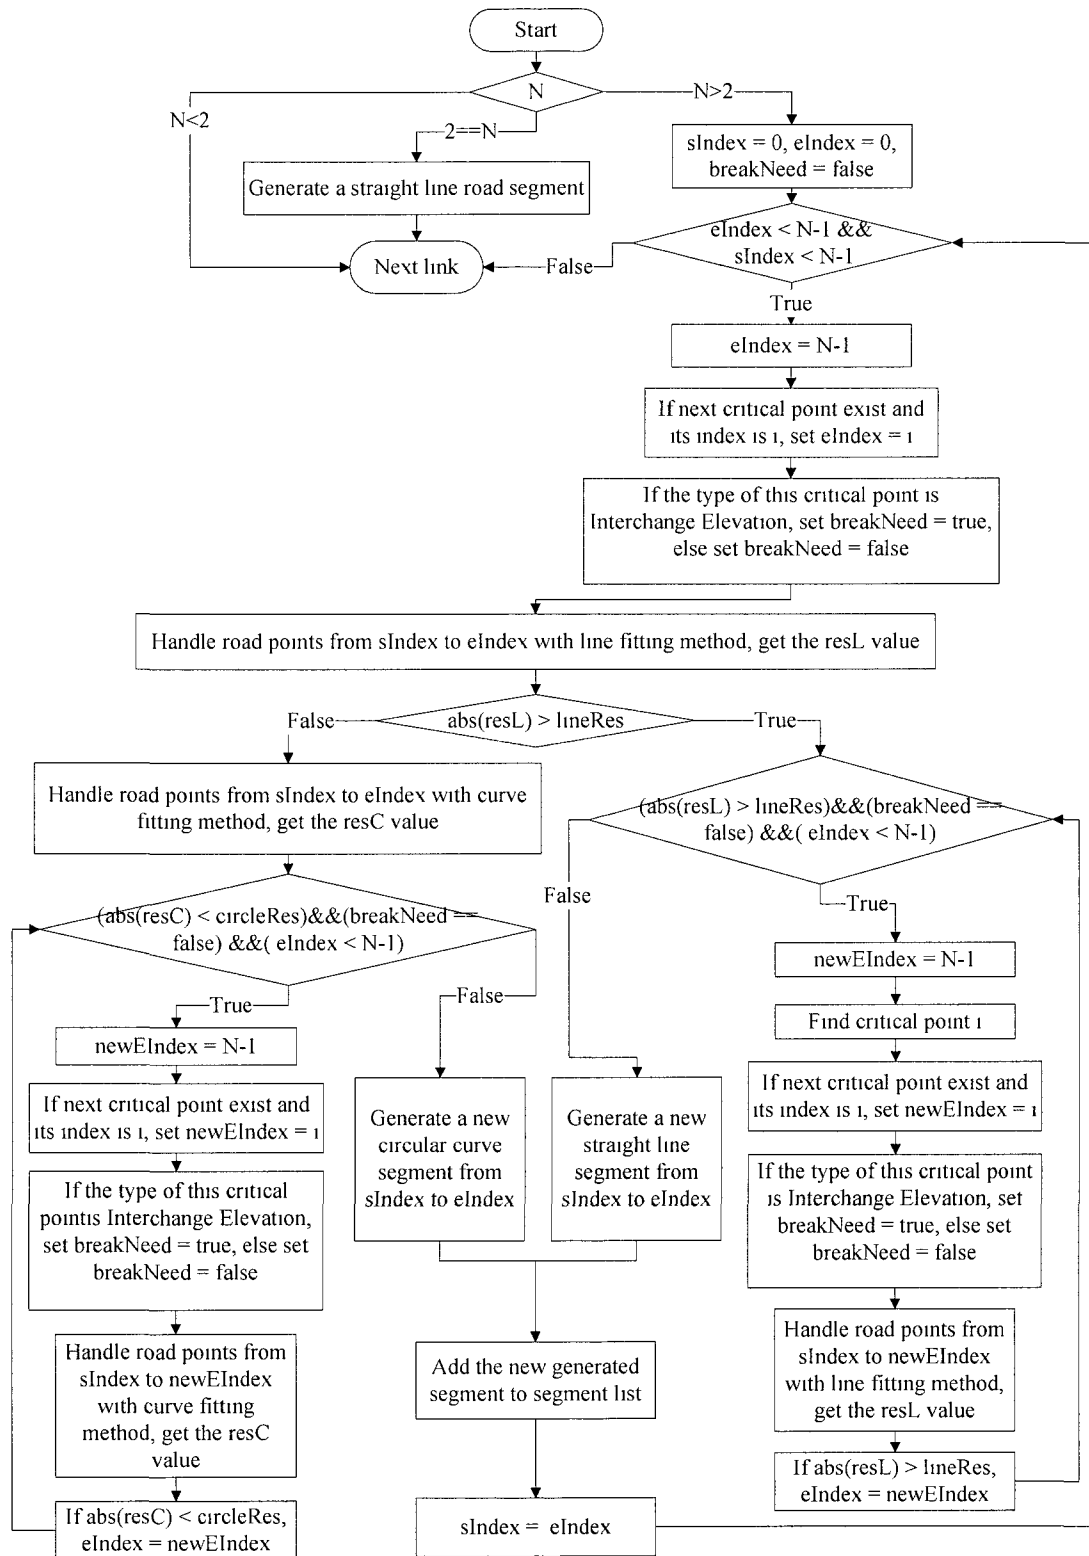 Start
N
N<2
2==N
N>2
sIndex = 0, eIndex = 0,
breakNeed = false
Generate a straight line road segment
eIndex < N-1 &&
sIndex < N-1
Next link
False
True
eIndex = N-1
If next critical point exist and
its index is i, set eIndex = i
If the type of this critical point is
Interchange Elevation, set breakNeed = true,
else set breakNeed = false
Handle road points from sIndex to eIndex with line fitting method, get the resL value
abs(resL) > lineRes
False
True
Handle road points from sIndex to eIndex with curve
fitting method, get the resC value
(abs(resL) > lineRes)&&(breakNeed ==
false) &&( eIndex < N-1)
False
True
(abs(resC) < circleRes)&&(breakNeed ==
false) &&( eIndex < N-1)
True
False
newEIndex = N-1
If next critical point exist and
its index is i, set newEIndex = i
If the type of this critical
pointis Interchange Elevation,
set breakNeed = true, else set
breakNeed = false
Handle road points from
sIndex to newEIndex
with curve fitting
method, get the resC
value
If abs(resC) < circleRes,
eIndex = newEIndex
Generate a new
circular curve
segment from
sIndex to eIndex
Generate a new
straight line
segment from
sIndex to eIndex
Add the new generated
segment to segment list
sIndex = eIndex
newEIndex = N-1
Find critical point i
If next critical point exist and
its index is i, set newEIndex = i
If the type of this critical point
is Interchange Elevation, set
breakNeed = true, else set
breakNeed = false
Handle road points from
sIndex to newEIndex
with line fitting method,
get the resL value
If abs(resL) > lineRes,
eIndex = newEIndex